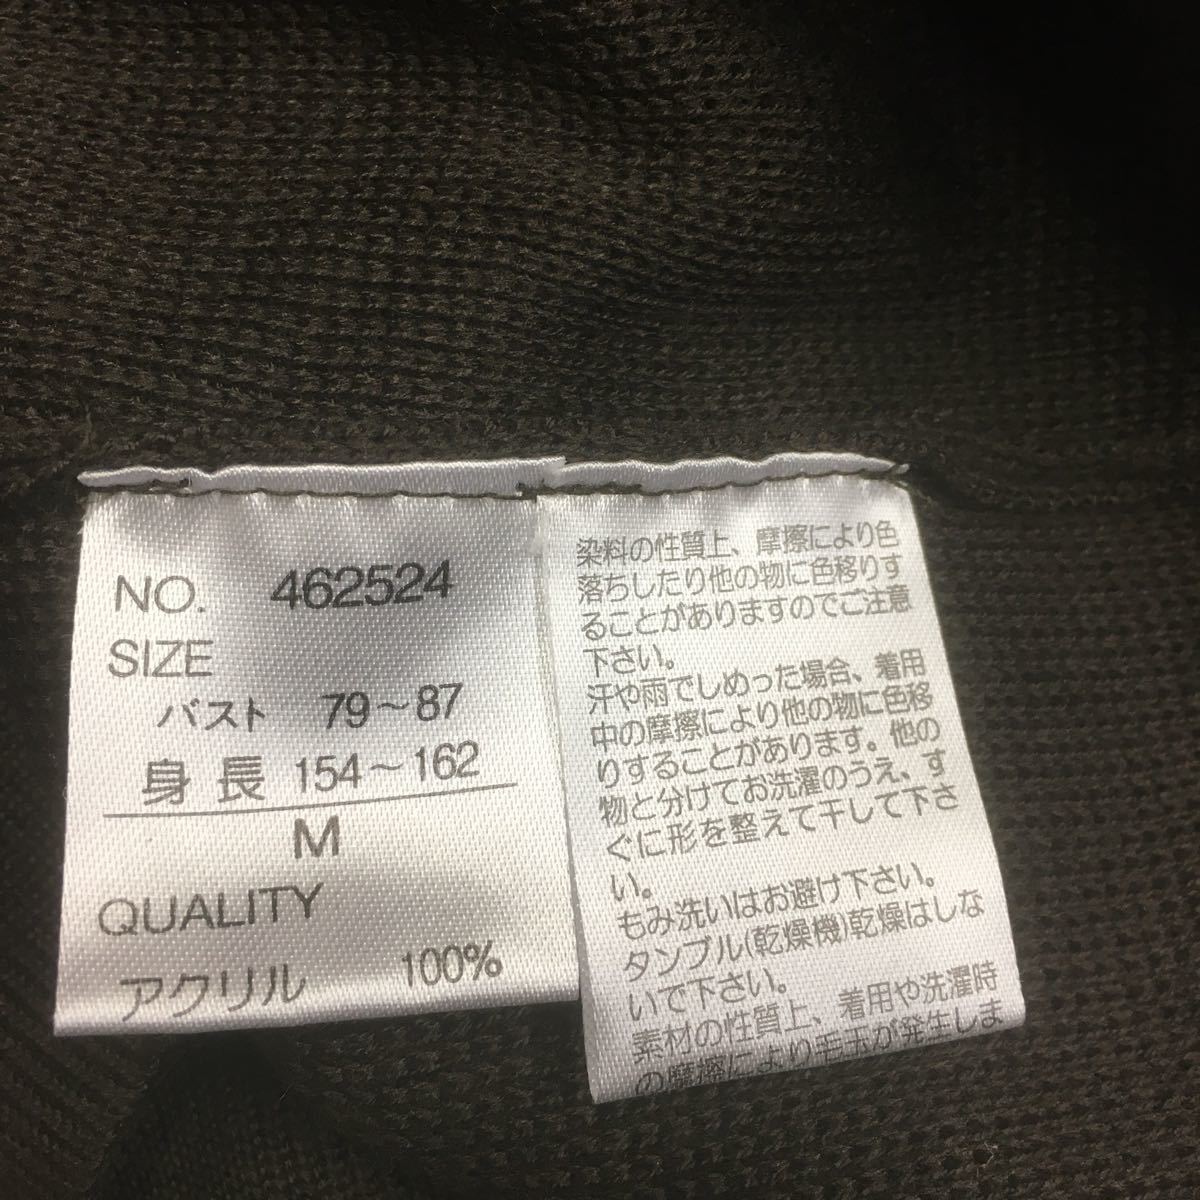 NO. 462524
SIZE
バスト 79～87
身長 154～162
M
QUALITY
アクリル 100%
染料の性質上、摩擦により色
落ちしたり他の物に色移りす
ることがありますのでご注意
下さい。
汗や雨でしめった場合、着用
中の摩擦により他の物に色移
りすることがあります。他の
物と分けてお洗濯のうえ、す
ぐに形を整えて干して下さ
い。
もみ洗いはお避け下さい。
タンブル(乾燥機)乾燥はしな
いで下さい。
素材の性質上、着用や洗濯時
の摩擦により毛玉が発生しま